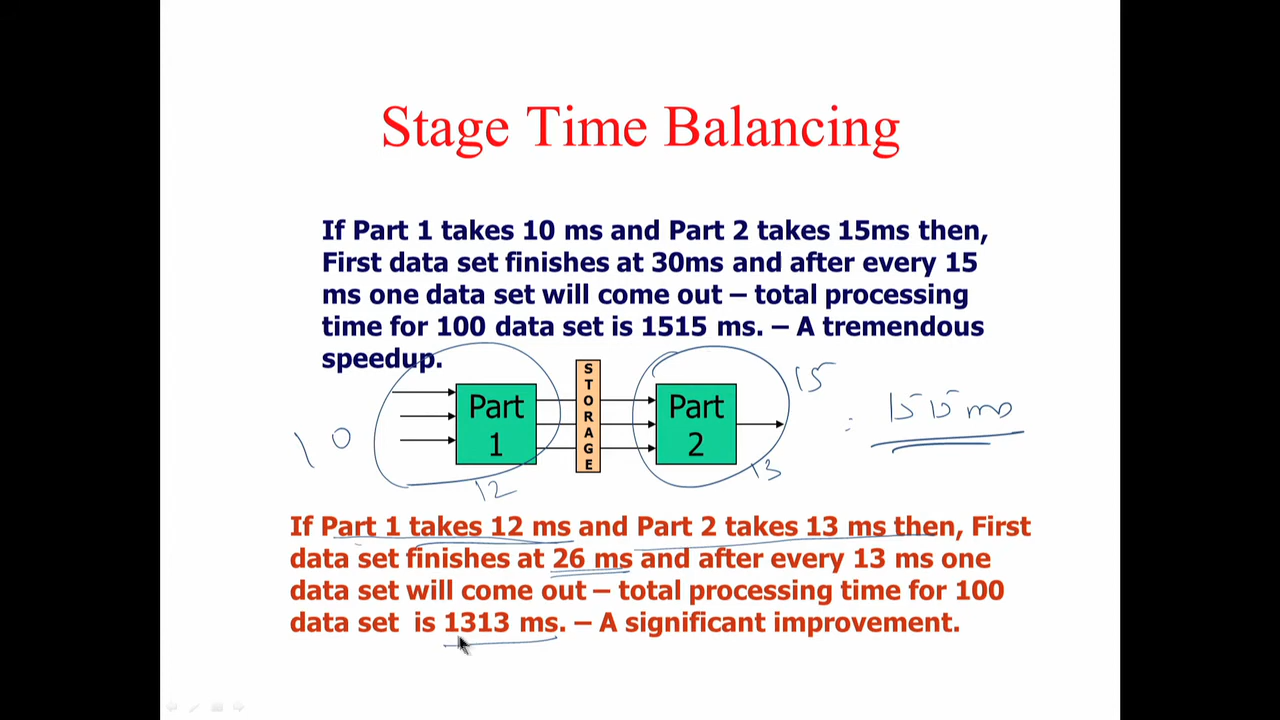 Stage Time Balancing
If Part 1 takes 10 ms and Part 2 takes 15ms then,
First data set finishes at 30ms and after every 15
ms one data set will come out – total processing
time for 100 data set is 1515 ms. – A tremendous
speedup.
10
Part
1
12
STORAGE
Part
2
13
15
: 1515 ms
If Part 1 takes 12 ms and Part 2 takes 13 ms then, First
data set finishes at 26 ms and after every 13 ms one
data set will come out – total processing time for 100
data set is 1313 ms. – A significant improvement.